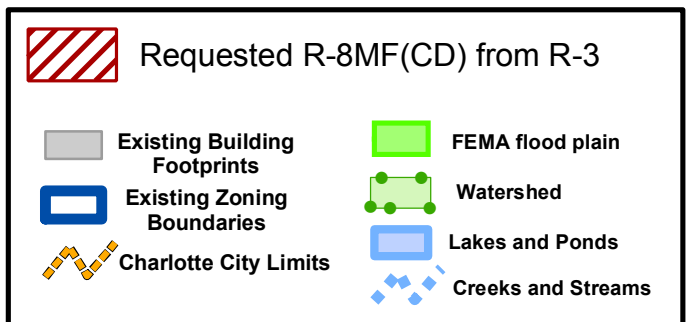 Requested R-8MF(CD) from R-3
Existing Building
Footprints
Existing Zoning
Boundaries
Charlotte City Limits
FEMA flood plain
Watershed
Lakes and Ponds
Creeks and Streams